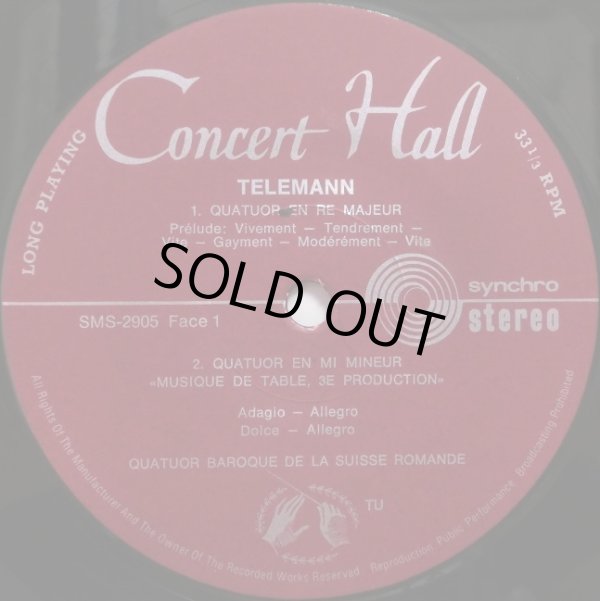 Concert Hall
LONG PLAYING
33 1/3 RPM
TELEMANN
1. QUATUOR EN RE MAJEUR
Prélude: Vivement – Tendrement –
Vite – Gayment – Modérément – Vite
SOLD OUT
synchro
stereo
SMS-2905 Face 1
2. QUATUOR EN MI MINEUR
«MUSIQUE DE TABLE, 3E PRODUCTION»
Adagio – Allegro
Dolce – Allegro
QUATUOR BAROQUE DE LA SUISSE ROMANDE
TU
All Rights Of The Manufacturer And The Owner Of The Recorded Works Reserved. Reproduction Public Performance Broadcasting Prohibited